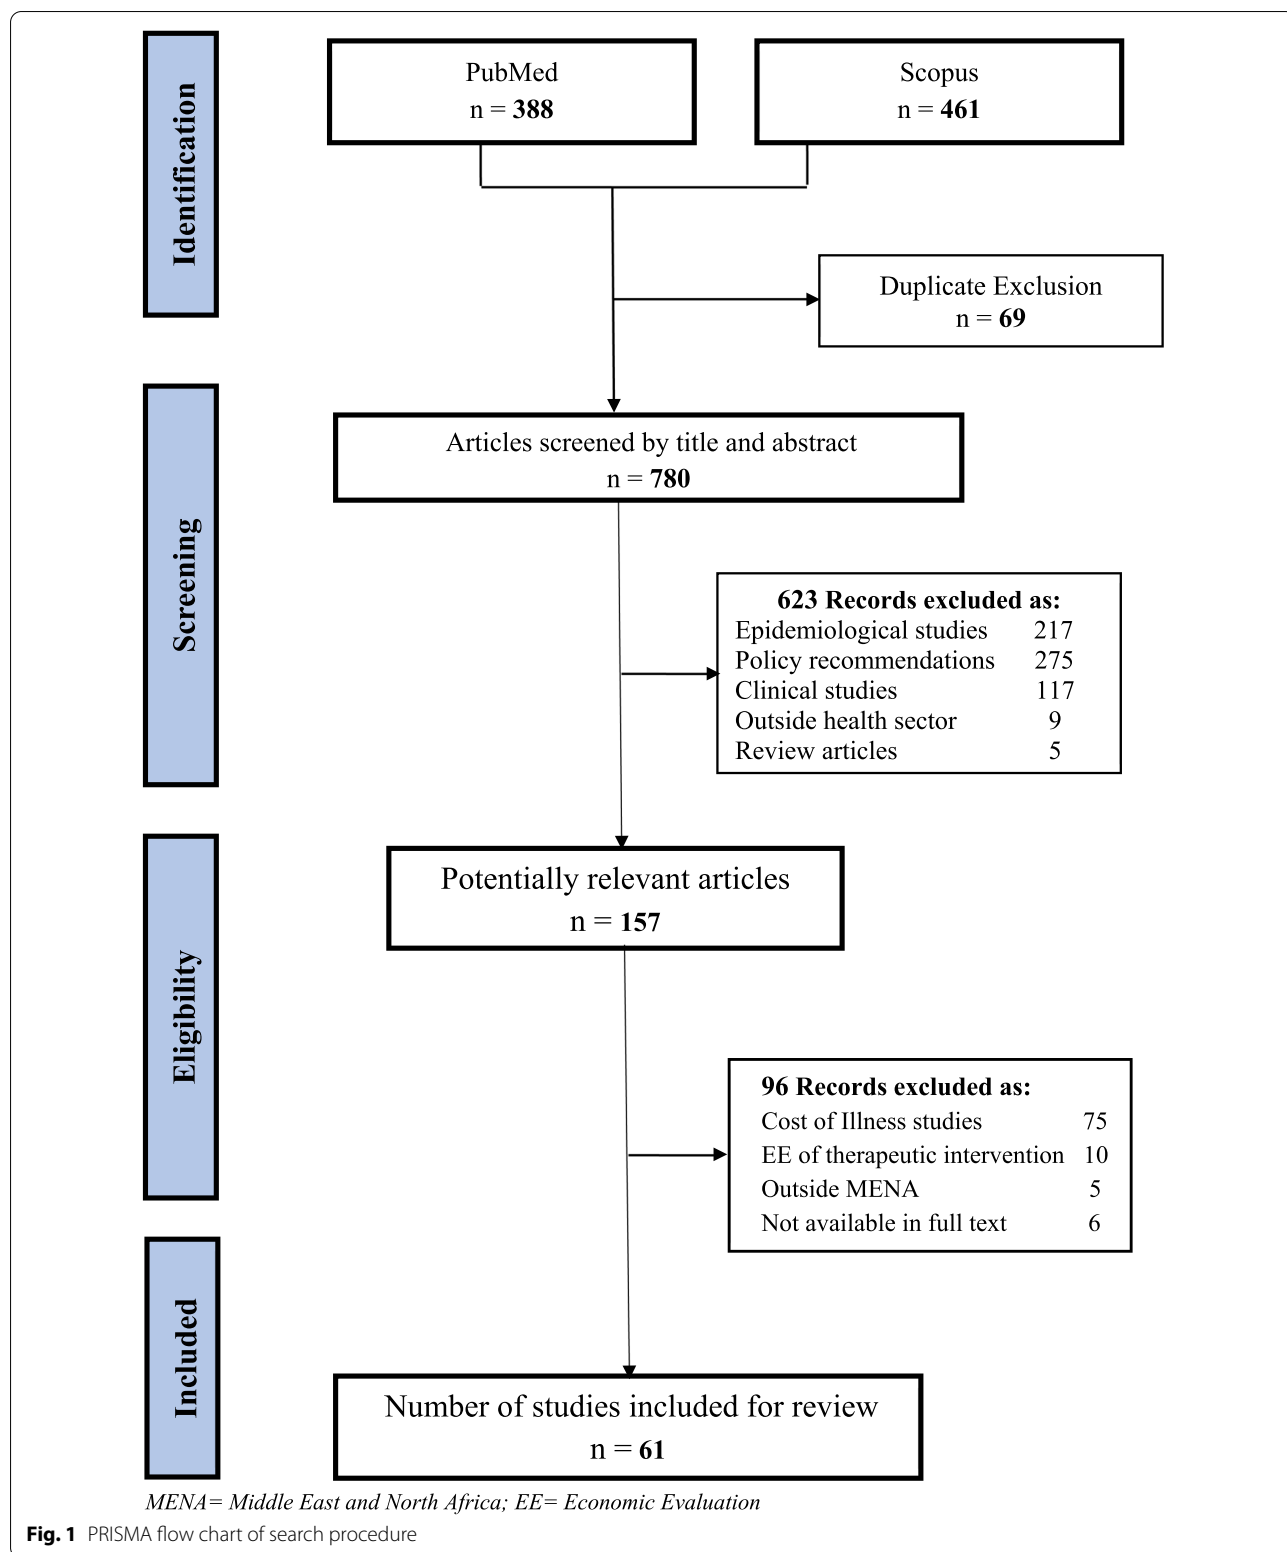 Identification
PubMed
n = 388
Scopus
n = 461
Duplicate Exclusion
n = 69
Screening
Articles screened by title and abstract
n = 780
623 Records excluded as:
Epidemiological studies 217
Policy recommendations 275
Clinical studies 117
Outside health sector 9
Review articles 5
Eligibility
Potentially relevant articles
n = 157
96 Records excluded as:
Cost of Illness studies 75
EE of therapeutic intervention 10
Outside MENA 5
Not available in full text 6
Included
Number of studies included for review
n = 61
MENA= Middle East and North Africa; EE= Economic Evaluation
Fig. 1 PRISMA flow chart of search procedure